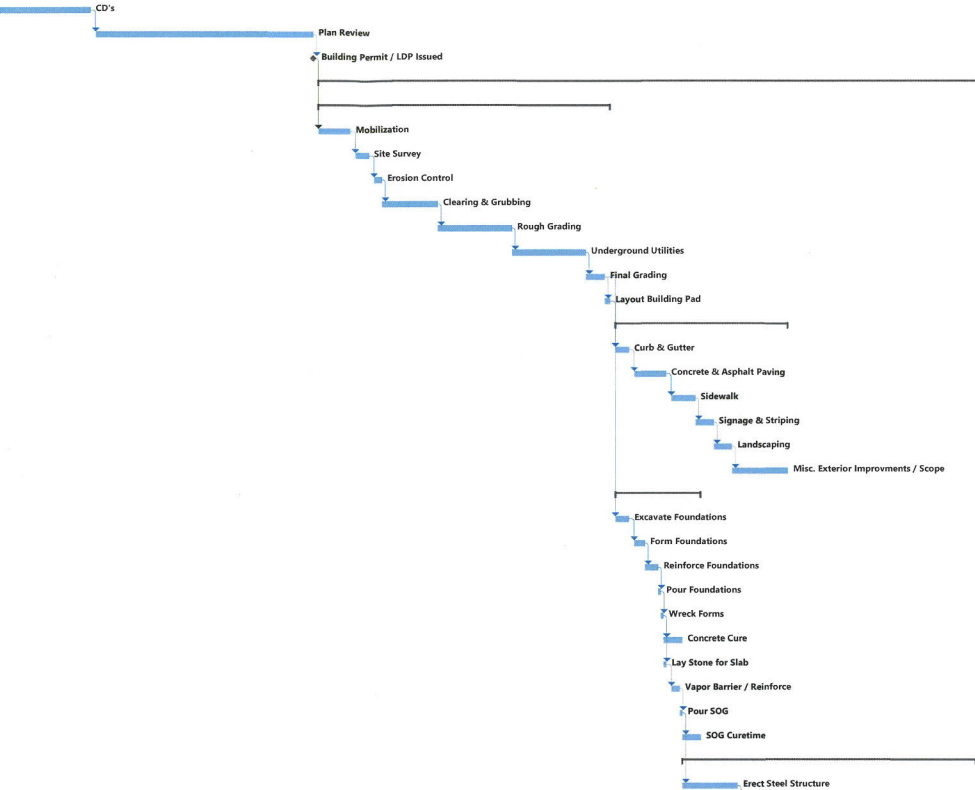 CD's
Plan Review
Building Permit / LDP Issued
Mobilization
Site Survey
Erosion Control
Clearing & Grubbing
Rough Grading
Underground Utilities
Final Grading
Layout Building Pad
Curb & Gutter
Concrete & Asphalt Paving
Sidewalk
Signage & Striping
Landscaping
Misc. Exterior Improvments / Scope
Excavate Foundations
Form Foundations
Reinforce Foundations
Pour Foundations
Wreck Forms
Concrete Cure
Lay Stone for Slab
Vapor Barrier / Reinforce
Pour SOG
SOG Curetime
Erect Steel Structure